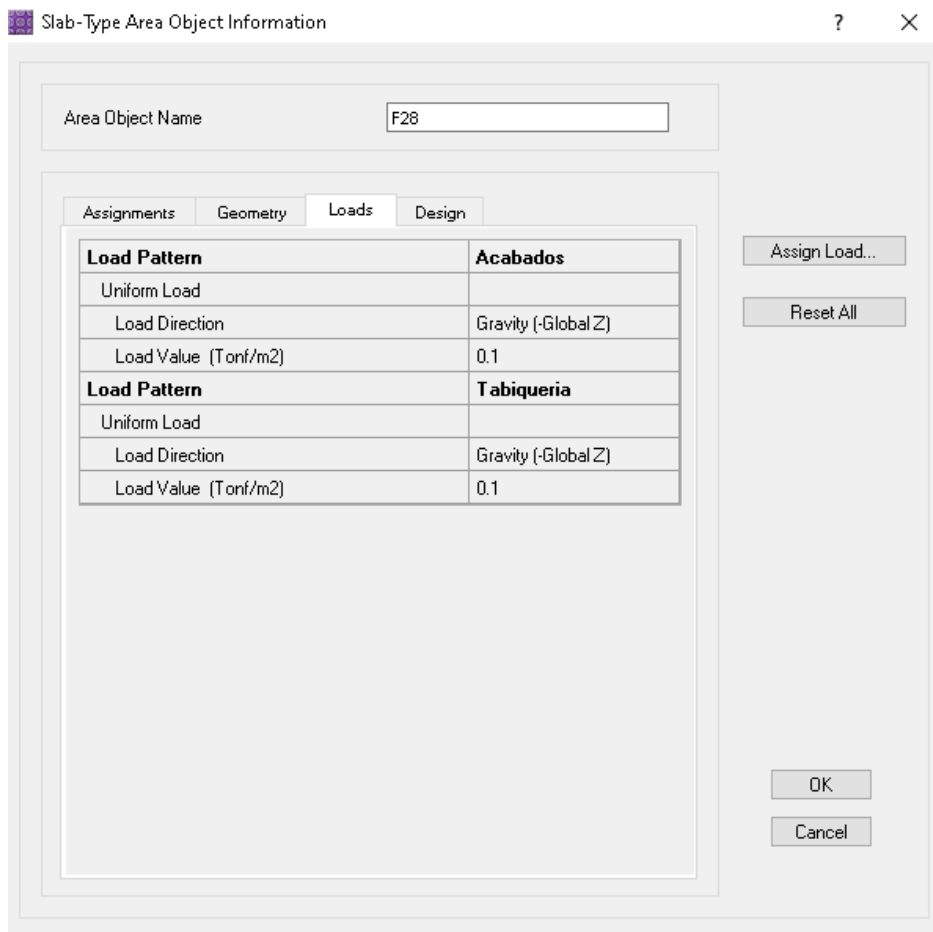 Slab-Type Area Object Information ? ×
Area Object Name F28
Assignments Geometry Loads Design
Load Pattern Acabados
Uniform Load
Load Direction Gravity (-Global Z)
Load Value (Tonf/m2) 0.1
Load Pattern Tabiqueria
Uniform Load
Load Direction Gravity (-Global Z)
Load Value (Tonf/m2) 0.1
Assign Load...
Reset All
OK
Cancel